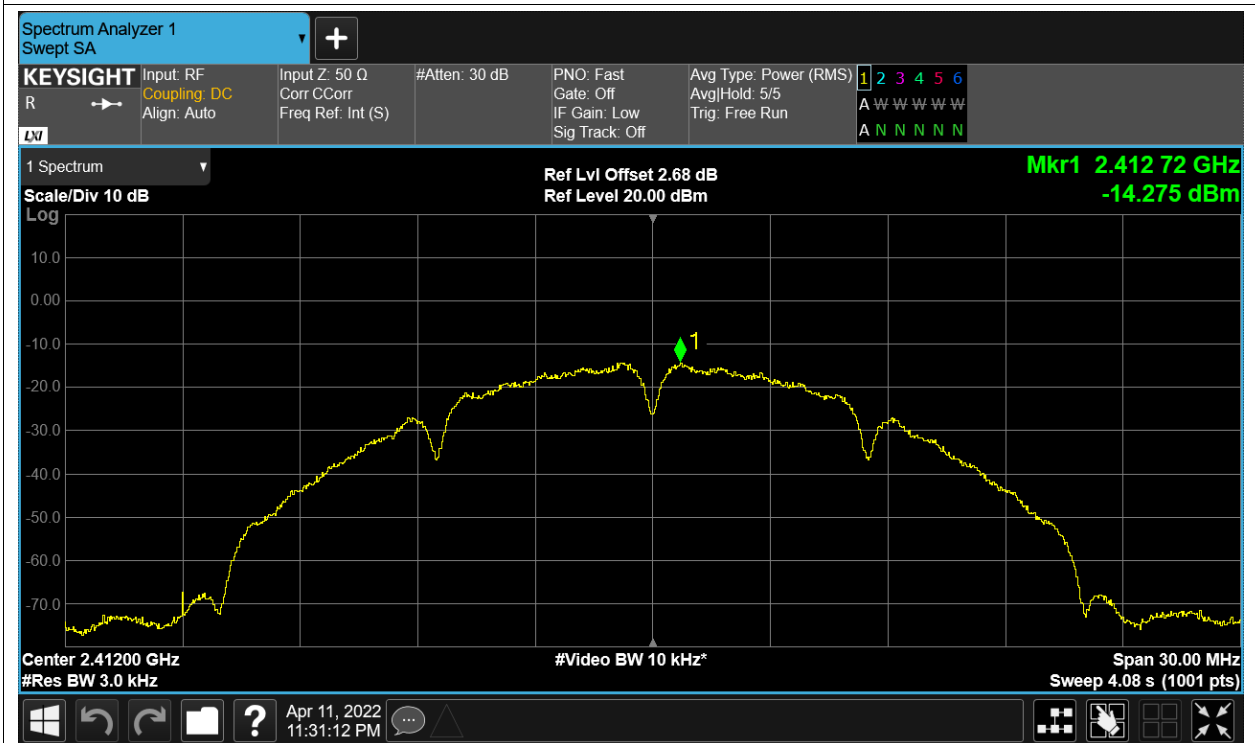 Spectrum Analyzer 1
Swept SA
KEYSIGHT
R
LXI
Input: RF
Coupling: DC
Align: Auto
Input Z: 50 Ω
Corr CCorr
Freq Ref: Int (S)
#Atten: 30 dB
PNO: Fast
Gate: Off
IF Gain: Low
Sig Track: Off
Avg Type: Power (RMS)
Avg|Hold: 5/5
Trig: Free Run
1 2 3 4 5 6
A W W W W W
A N N N N N
1 Spectrum
Scale/Div 10 dB
Log
Ref Lvl Offset 2.68 dB
Ref Level 20.00 dBm
Mkr1 2.412 72 GHz
-14.275 dBm
10.0
0.00
-10.0
-20.0
-30.0
-40.0
-50.0
-60.0
-70.0
1
Center 2.41200 GHz
#Res BW 3.0 kHz
#Video BW 10 kHz*
Span 30.00 MHz
Sweep 4.08 s (1001 pts)
?
Apr 11, 2022
11:31:12 PM